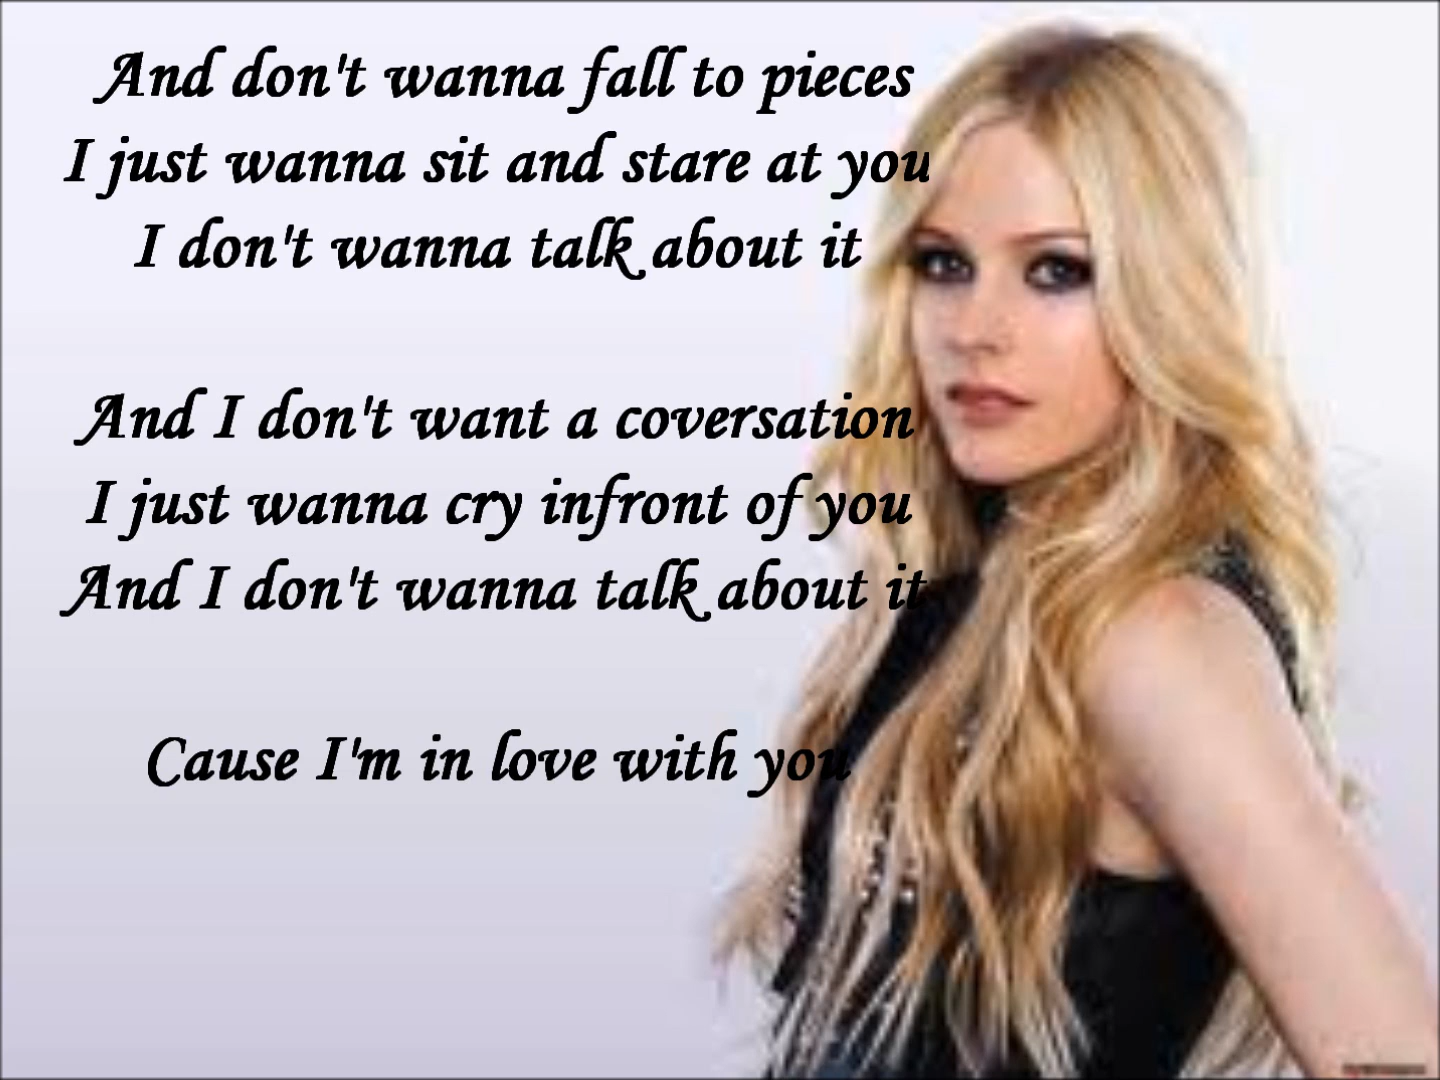 And don't wanna fall to pieces
I just wanna sit and stare at you
I don't wanna talk about it
And I don't want a coversation
I just wanna cry infront of you
And I don't wanna talk about it
Cause I'm in love with you